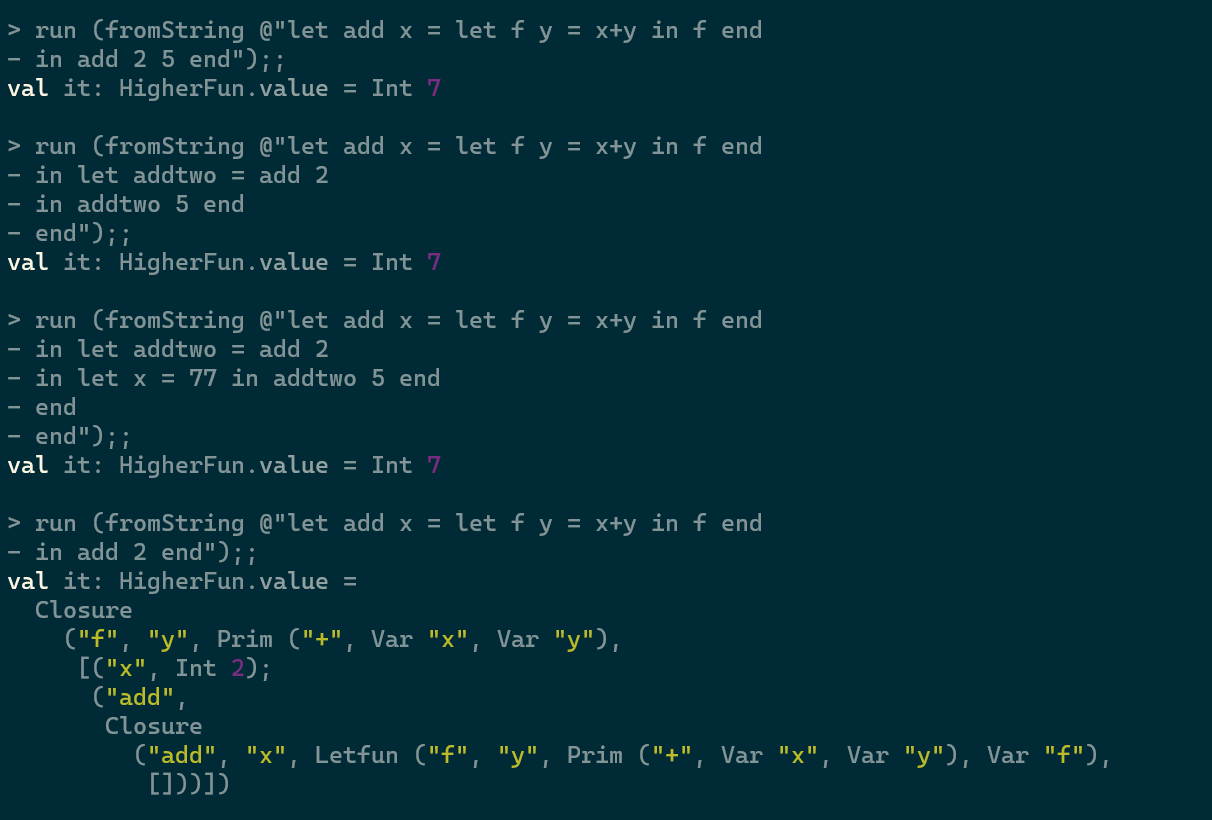 > run (fromString @"let add x = let f y = x+y in f end
- in add 2 5 end");;
val it: HigherFun.value = Int 7

> run (fromString @"let add x = let f y = x+y in f end
- in let addtwo = add 2
- in addtwo 5 end
- end");;
val it: HigherFun.value = Int 7

> run (fromString @"let add x = let f y = x+y in f end
- in let addtwo = add 2
- in let x = 77 in addtwo 5 end
- end
- end");;
val it: HigherFun.value = Int 7

> run (fromString @"let add x = let f y = x+y in f end
- in add 2 end");;
val it: HigherFun.value =
  Closure
    ("f", "y", Prim ("+", Var "x", Var "y"),
     [("x", Int 2);
      ("add",
       Closure
         ("add", "x", Letfun ("f", "y", Prim ("+", Var "x", Var "y"), Var "f"),
          []))])